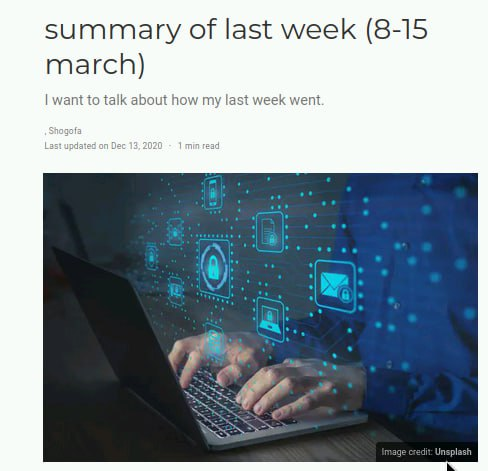 summary of last week (8-15
march)
I want to talk about how my last week went.
, Shogofa
Last updated on Dec 13, 2020 · 1 min read
Image credit: Unsplash